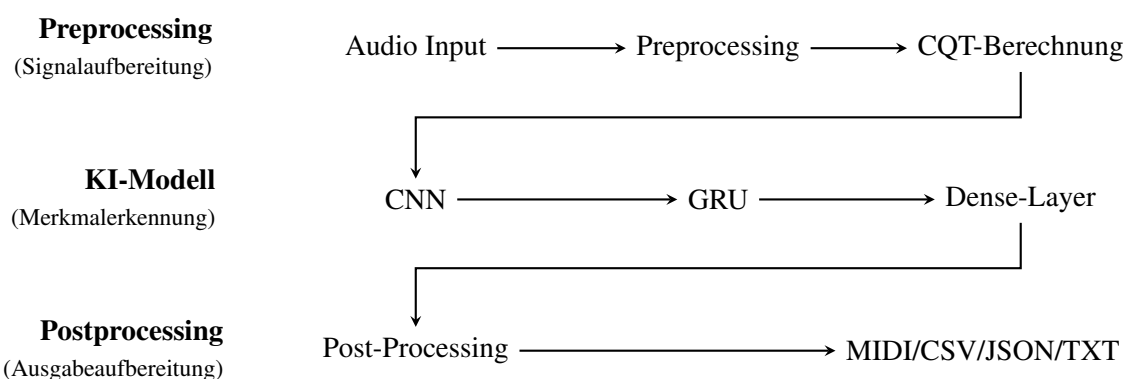 Preprocessing
(Signalaufbereitung)
Audio Input Preprocessing CQT-Berechnung
KI-Modell
(Merkmalerkennung)
CNN GRU Dense-Layer
Postprocessing
(Ausgabeaufbereitung)
Post-Processing MIDI/CSV/JSON/TXT